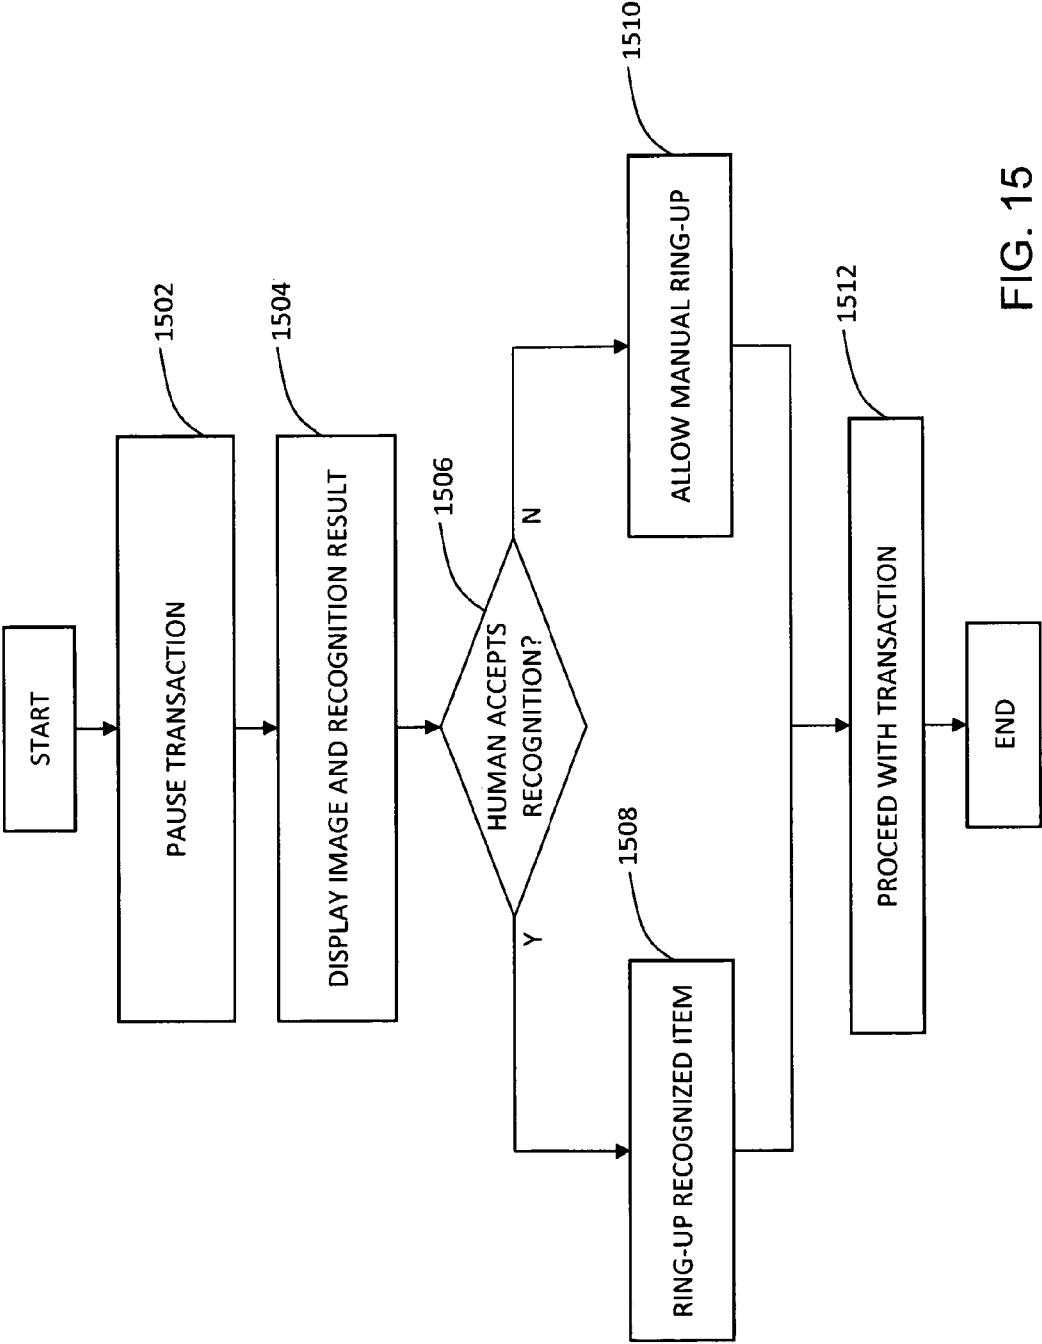 START
1502
PAUSE TRANSACTION
1504
DISPLAY IMAGE AND RECOGNITION RESULT
1506
HUMAN ACCEPTS
RECOGNITION?
Y
N
1508
RING-UP RECOGNIZED ITEM
1510
ALLOW MANUAL RING-UP
1512
PROCEED WITH TRANSACTION
END
FIG. 15